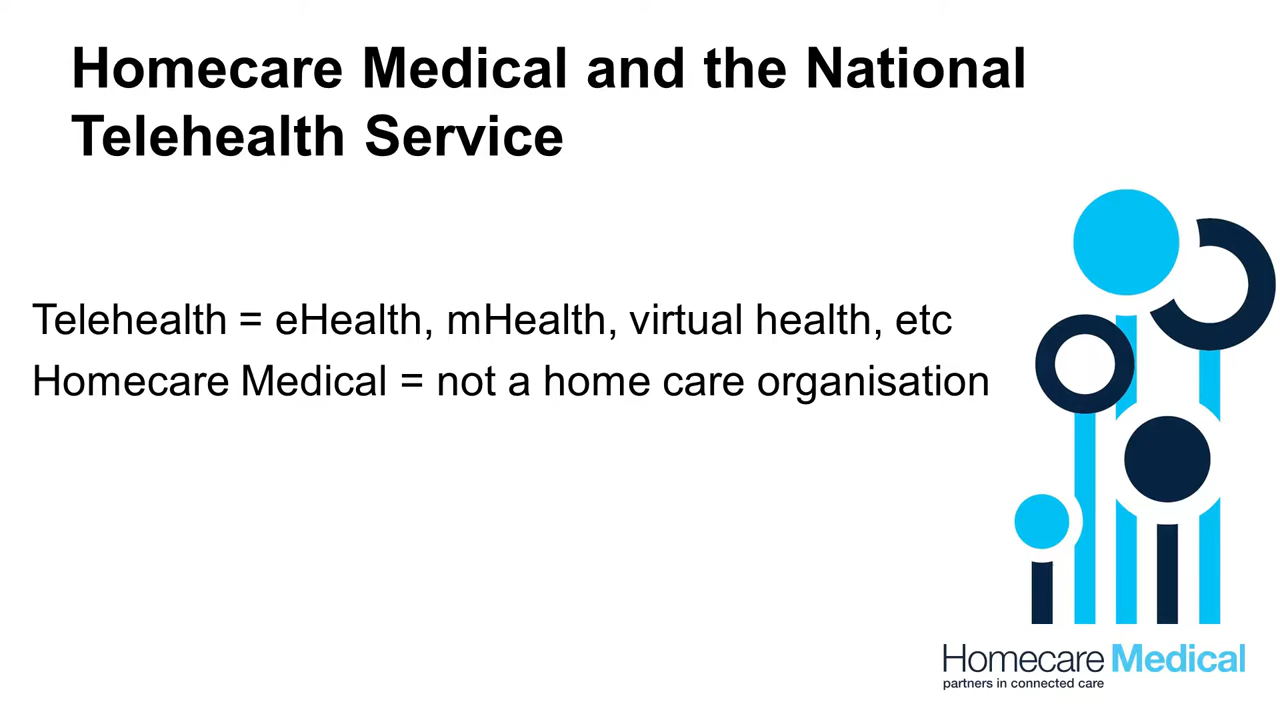 Homecare Medical and the National
Telehealth Service
Telehealth = eHealth, mHealth, virtual health, etc
Homecare Medical = not a home care organisation
Homecare Medical
partners in connected care